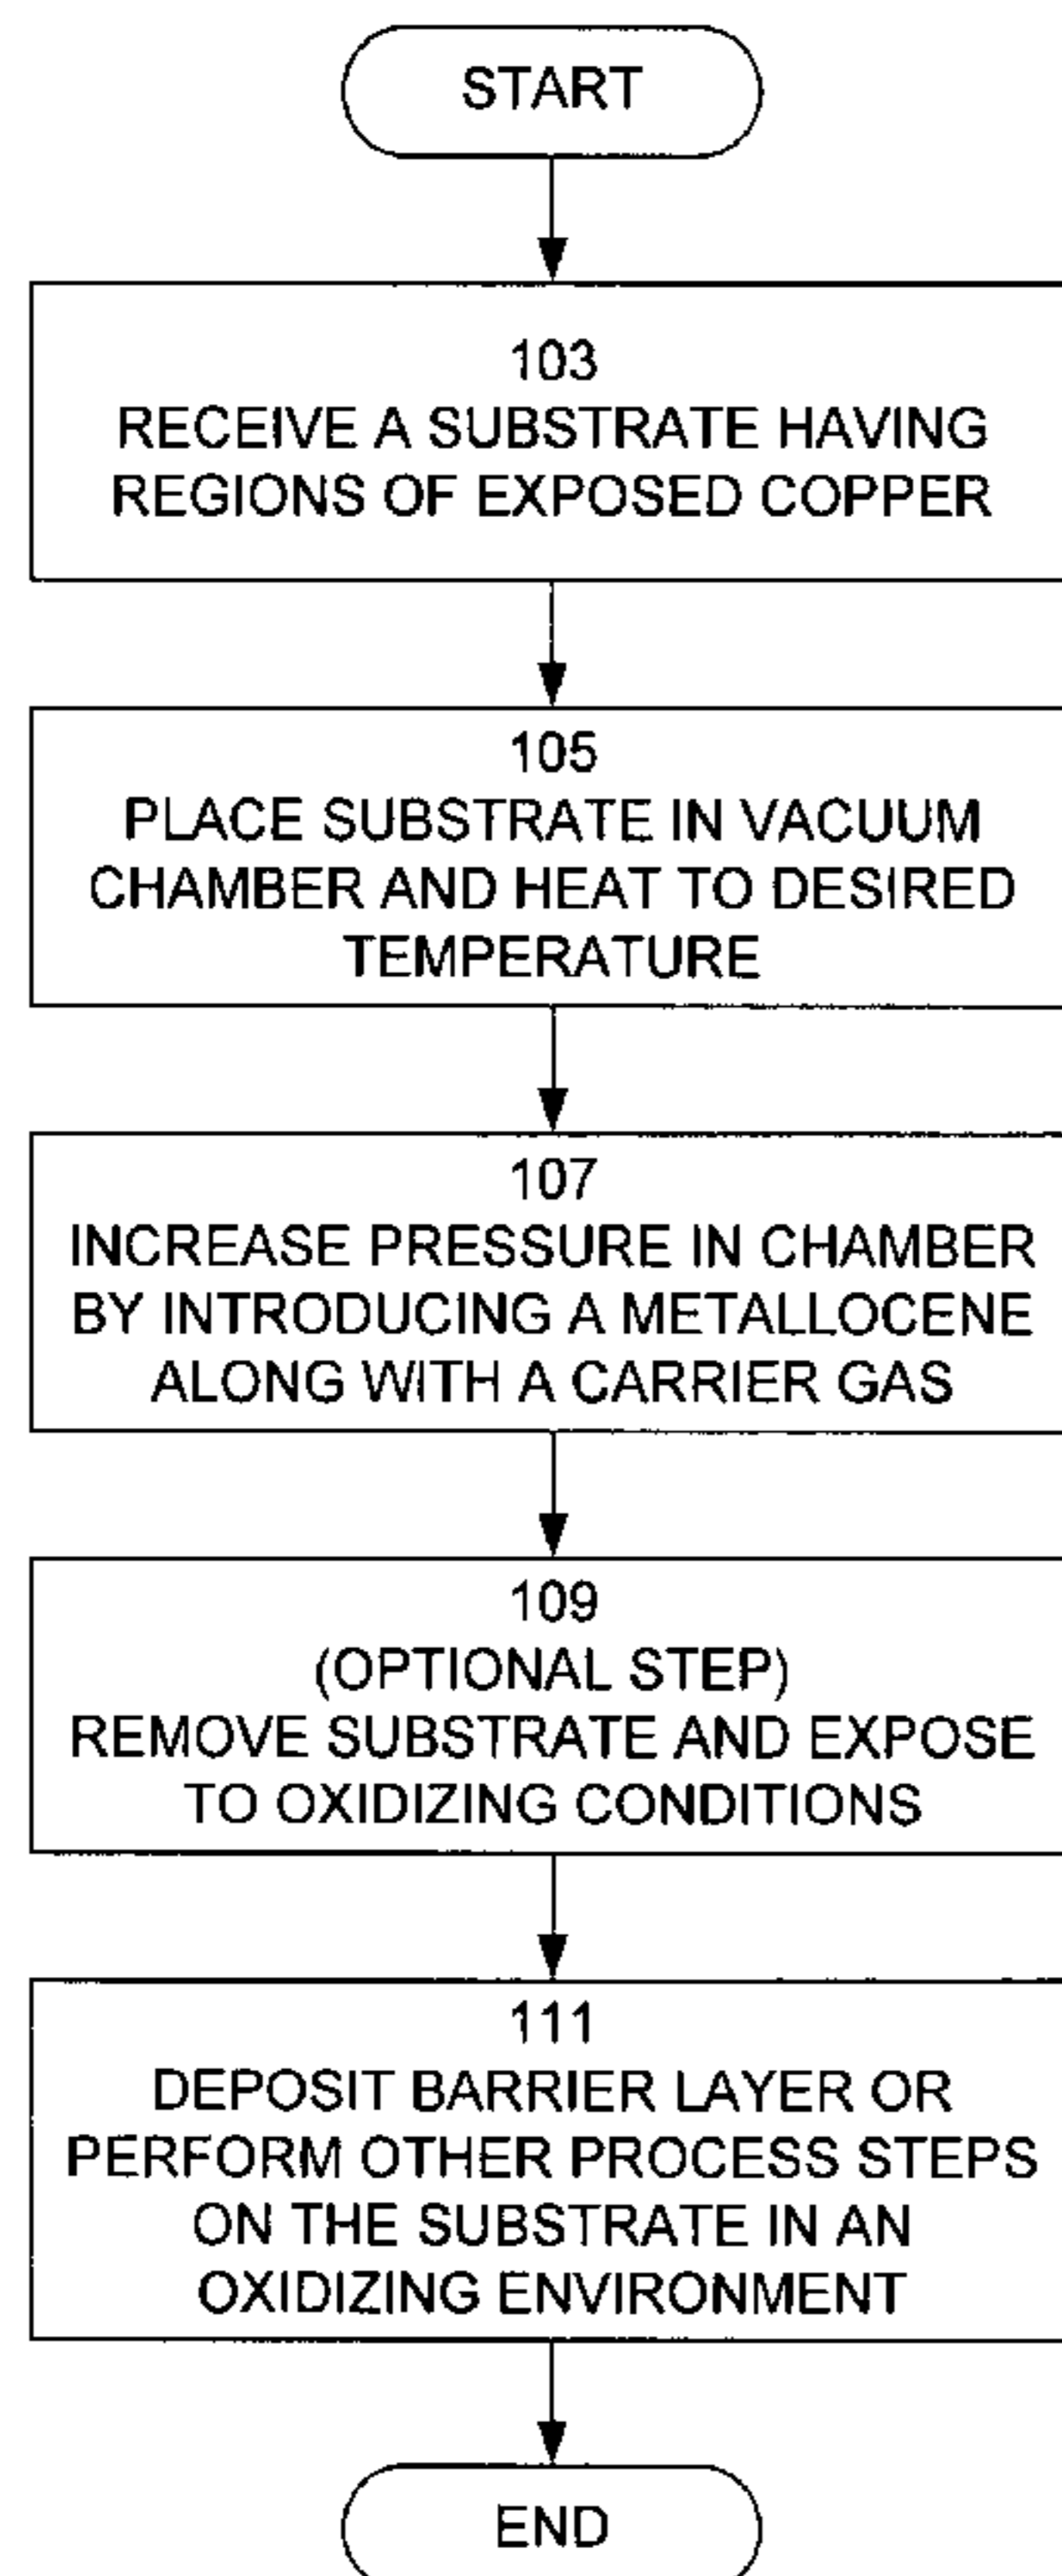 START
103
RECEIVE A SUBSTRATE HAVING
REGIONS OF EXPOSED COPPER
105
PLACE SUBSTRATE IN VACUUM
CHAMBER AND HEAT TO DESIRED
TEMPERATURE
107
INCREASE PRESSURE IN CHAMBER
BY INTRODUCING A METALLOCENE
ALONG WITH A CARRIER GAS
109
(OPTIONAL STEP)
REMOVE SUBSTRATE AND EXPOSE
TO OXIDIZING CONDITIONS
111
DEPOSIT BARRIER LAYER OR
PERFORM OTHER PROCESS STEPS
ON THE SUBSTRATE IN AN
OXIDIZING ENVIRONMENT
END